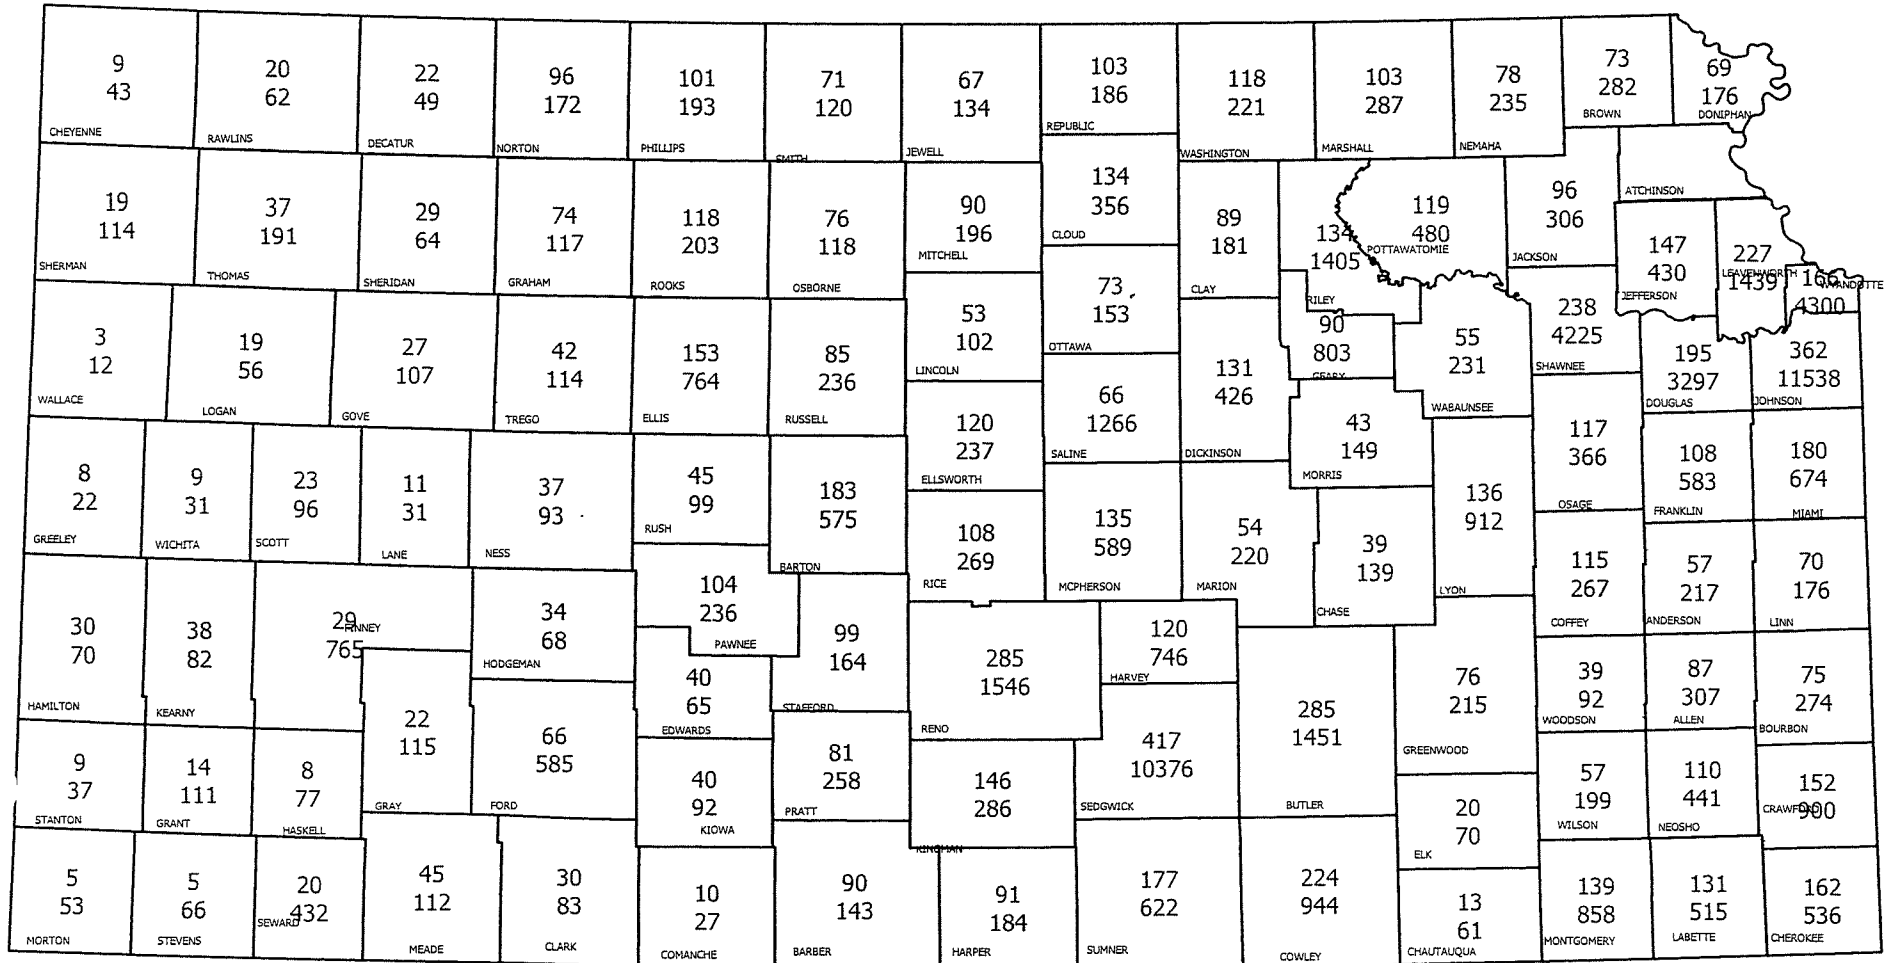 9
43
CHEYENNE
20
62
RAWLINS
22
49
DECATUR
96
172
NORTON
101
193
PHILLIPS
71
120
SMITH
67
134
JEWELL
103
186
REPUBLIC
118
221
WASHINGTON
103
287
MARSHALL
78
235
NEMAHA
73
282
BROWN
69
176
DONIPHAN
19
114
SHERMAN
37
191
THOMAS
29
64
SHERIDAN
74
117
GRAHAM
118
203
ROOKS
76
118
OSBORNE
90
196
MITCHELL
134
356
CLOUD
89
181
CLAY
134
1405
RILEY
119
480
POTTAWATOMIE
96
306
JACKSON
ATCHINSON
147
430
JEFFERSON
227
LEAVENWORTH
1439
166
WYANDOTTE
4300
53
102
LINCOLN
73
153
OTTAWA
3
12
WALLACE
19
56
LOGAN
27
107
GOVE
42
114
TREGO
153
764
ELLIS
85
236
RUSSELL
120
237
ELLSWORTH
66
1266
SALINE
131
426
DICKINSON
90
803
GEARY
55
231
WABAUNSEE
238
4225
SHAWNEE
195
3297
DOUGLAS
362
11538
JOHNSON
43
149
MORRIS
117
366
OSAGE
108
583
FRANKLIN
180
674
MIAMI
8
22
GREELEY
9
31
WICHITA
23
96
SCOTT
11
31
LANE
37
93
NESS
45
99
RUSH
183
575
BARTON
108
269
RICE
135
589
MCPHERSON
54
220
MARION
39
139
CHASE
136
912
LYON
115
267
COFFEY
57
217
ANDERSON
70
176
LINN
30
70
HAMILTON
38
82
KEARNY
29
FINNEY
765
34
68
HODGEMAN
104
236
PAWNEE
99
164
STAFFORD
40
65
EDWARDS
285
1546
RENO
120
746
HARVEY
285
1451
BUTLER
76
215
GREENWOOD
39
92
WOODSON
87
307
ALLEN
75
274
BOURBON
9
37
STANTON
14
111
GRANT
8
77
HASKELL
22
115
GRAY
66
585
FORD
40
92
KIOWA
81
258
PRATT
146
286
KINGMAN
417
10376
SEDGWICK
20
70
ELK
57
199
WILSON
110
441
NEOSHO
152
CRAWFORD
900
5
53
MORTON
5
66
STEVENS
20
432
SEWARD
45
112
MEADE
30
83
CLARK
10
27
COMANCHE
90
143
BARBER
91
184
HARPER
177
622
SUMNER
224
944
COWLEY
13
61
CHAUTAUQUA
139
858
MONTGOMERY
131
515
LABETTE
162
536
CHEROKEE